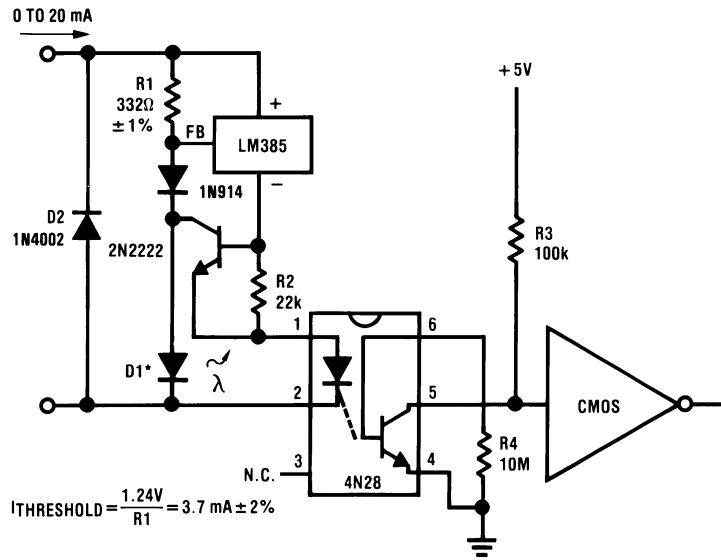 0 TO 20 mA
R1
332Ω
±1%
FB
+
LM385
−
+5V
1N914
D2
1N4002
2N2222
R2
22k
R3
100k
1
6
D1*
λ
2
5
CMOS
3
4
N.C.
4N28
R4
10M
ITHRESHOLD = 1.24V / R1 = 3.7 mA ± 2%